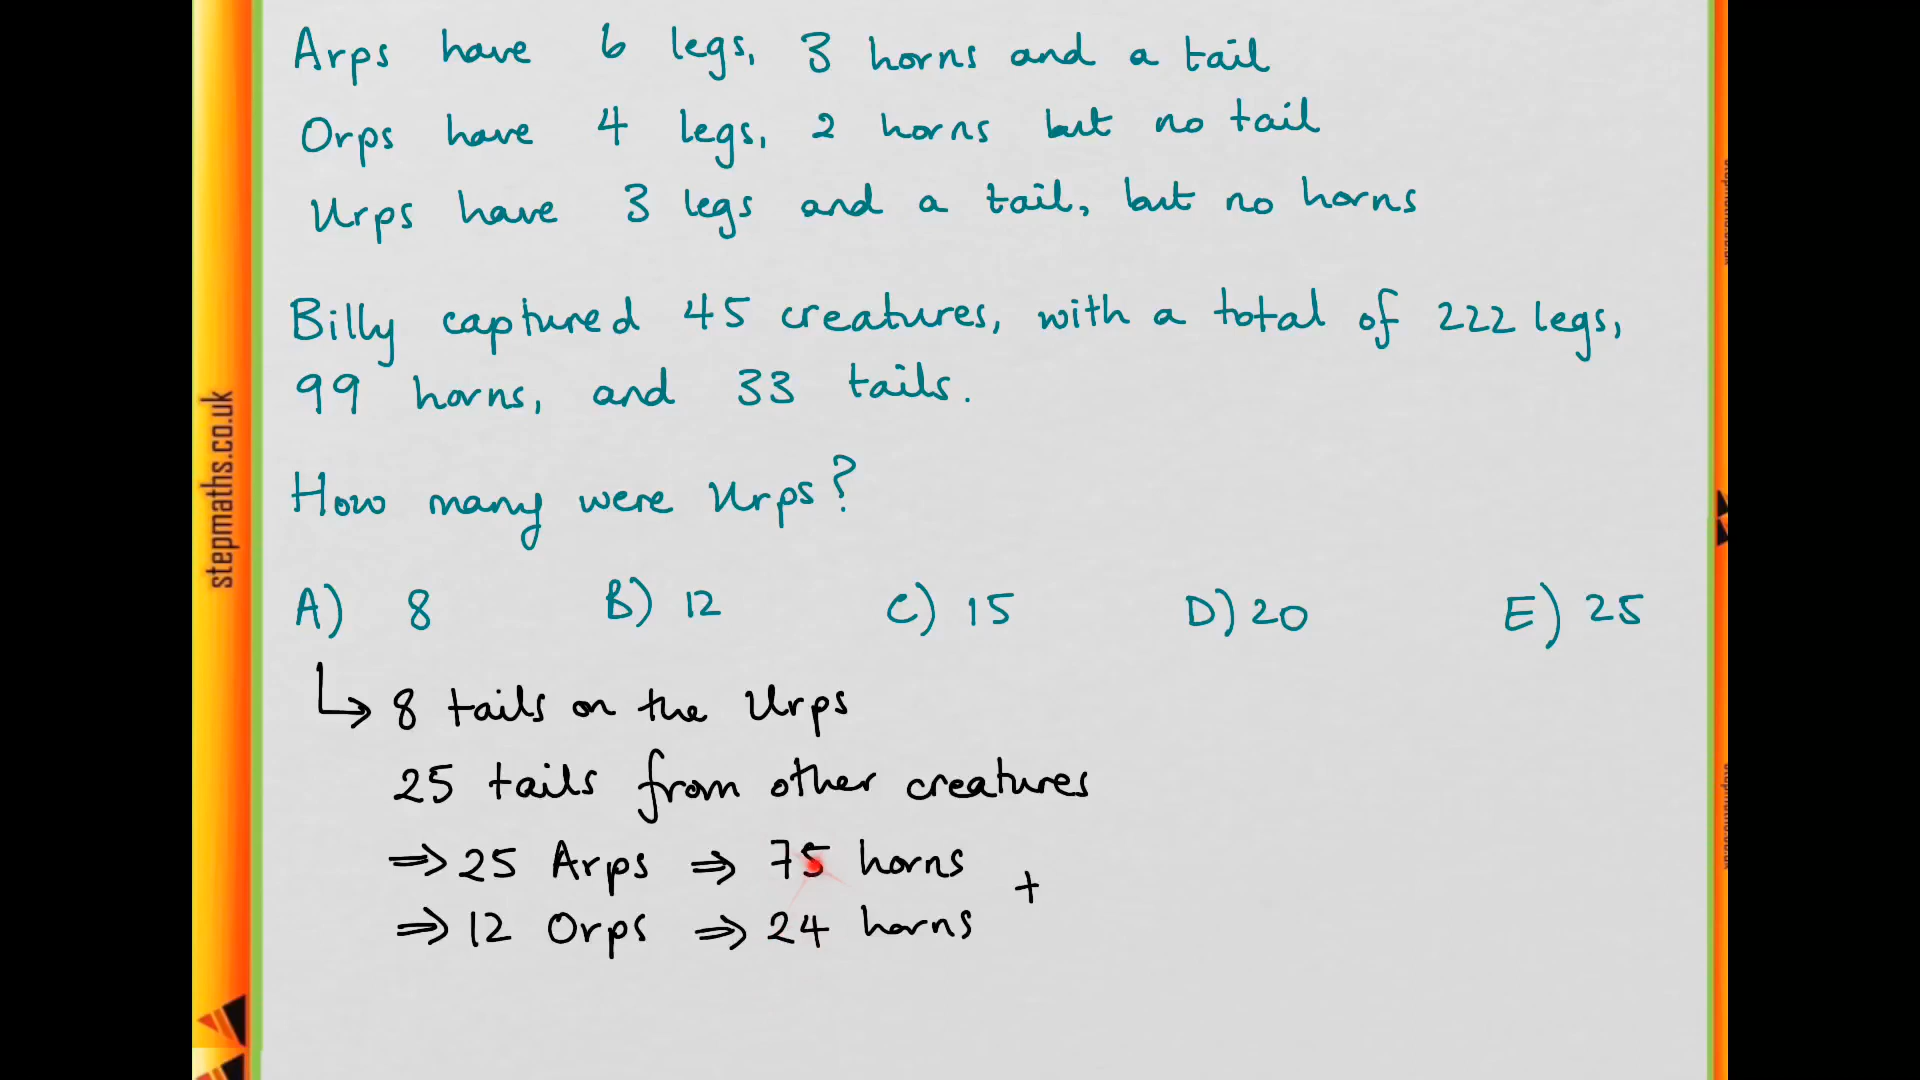 Arps have 6 legs, 3 horns and a tail
Orps have 4 legs, 2 horns but no tail
Urps have 3 legs and a tail, but no horns
Billy captured 45 creatures, with a total of 222 legs,
99 horns, and 33 tails.
How many were Urps?
A) 8 B) 12 C) 15 D) 20 E) 25
↳ 8 tails on the Urps
25 tails from other creatures
⇒ 25 Arps ⇒ 75 horns +
⇒ 12 Orps ⇒ 24 horns
stepmaths.co.uk